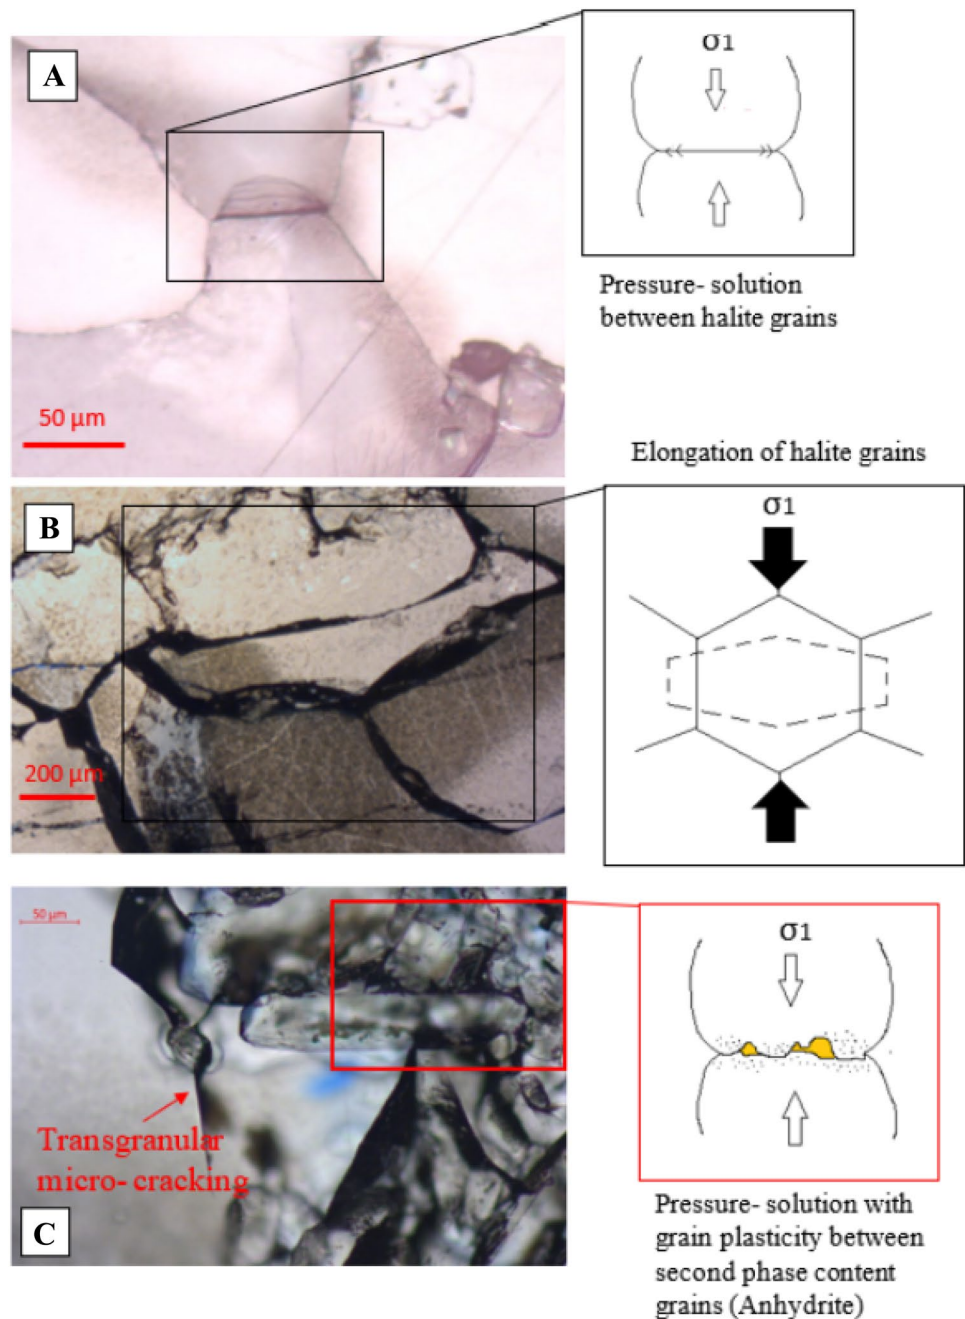 A
σ1
Pressure- solution
between halite grains
50 μm
Elongation of halite grains
B
σ1
200 μm
50 μm
σ1
Transgranular
micro- cracking
C
Pressure- solution with
grain plasticity between
second phase content
grains (Anhydrite)